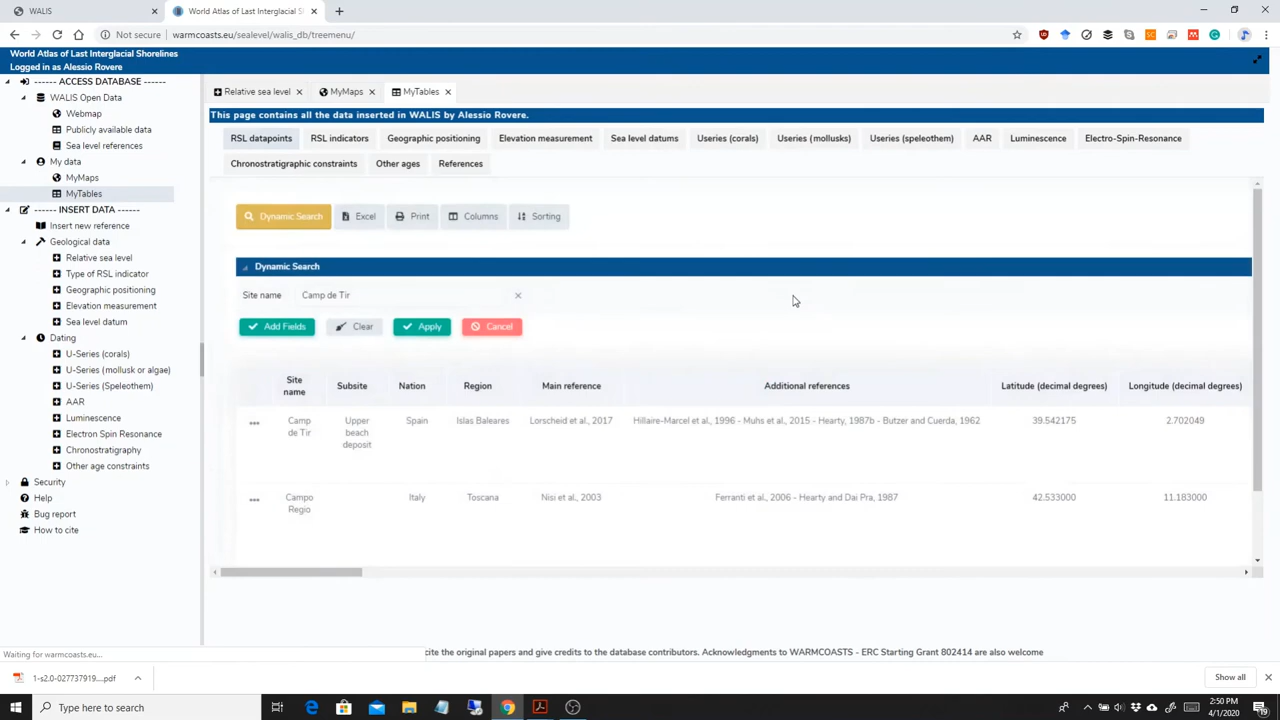 WALIS
World Atlas of Last Interglacial S
Not secure | warmcoasts.eu/sealevel/walis_db/treemenu/
World Atlas of Last Interglacial Shorelines
Logged in as Alessio Rovere
------ ACCESS DATABASE ------
WALIS Open Data
Webmap
Publicly available data
Sea level references
My data
MyMaps
MyTables
------ INSERT DATA ------
Insert new reference
Geological data
Relative sea level
Type of RSL indicator
Geographic positioning
Elevation measurement
Sea level datum
Dating
U-Series (corals)
U-Series (mollusk or algae)
U-Series (Speleothem)
AAR
Luminescence
Electron Spin Resonance
Chronostratigraphy
Other age constraints
Security
Help
Bug report
How to cite
Relative sea level MyMaps MyTables
This page contains all the data inserted in WALIS by Alessio Rovere.
RSL datapoints RSL indicators Geographic positioning Elevation measurement Sea level datums Useries (corals) Useries (mollusks) Useries (speleothem) AAR Luminescence Electro-Spin-Resonance
Chronostratigraphic constraints Other ages References
Dynamic Search Excel Print Columns Sorting
Dynamic Search
Site name Camp de Tir
Add Fields Clear Apply Cancel
Site name Subsite Nation Region Main reference Additional references Latitude (decimal degrees) Longitude (decimal degrees)
Camp de Tir Upper beach deposit Spain Islas Baleares Lorscheid et al., 2017 Hillaire-Marcel et al., 1996 - Muhs et al., 2015 - Hearty, 1987b - Butzer and Cuerda, 1962 39.542175 2.702049
Campo Regio Italy Toscana Nisi et al., 2003 Ferranti et al., 2006 - Hearty and Dai Pra, 1987 42.533000 11.183000
Waiting for warmcoasts.eu...
cite the original papers and give credits to the database contributors. Acknowledgments to WARMCOASTS - ERC Starting Grant 802414 are also welcome
1-s2.0-027737919....pdf
Show all
Type here to search
2:50 PM
4/1/2020